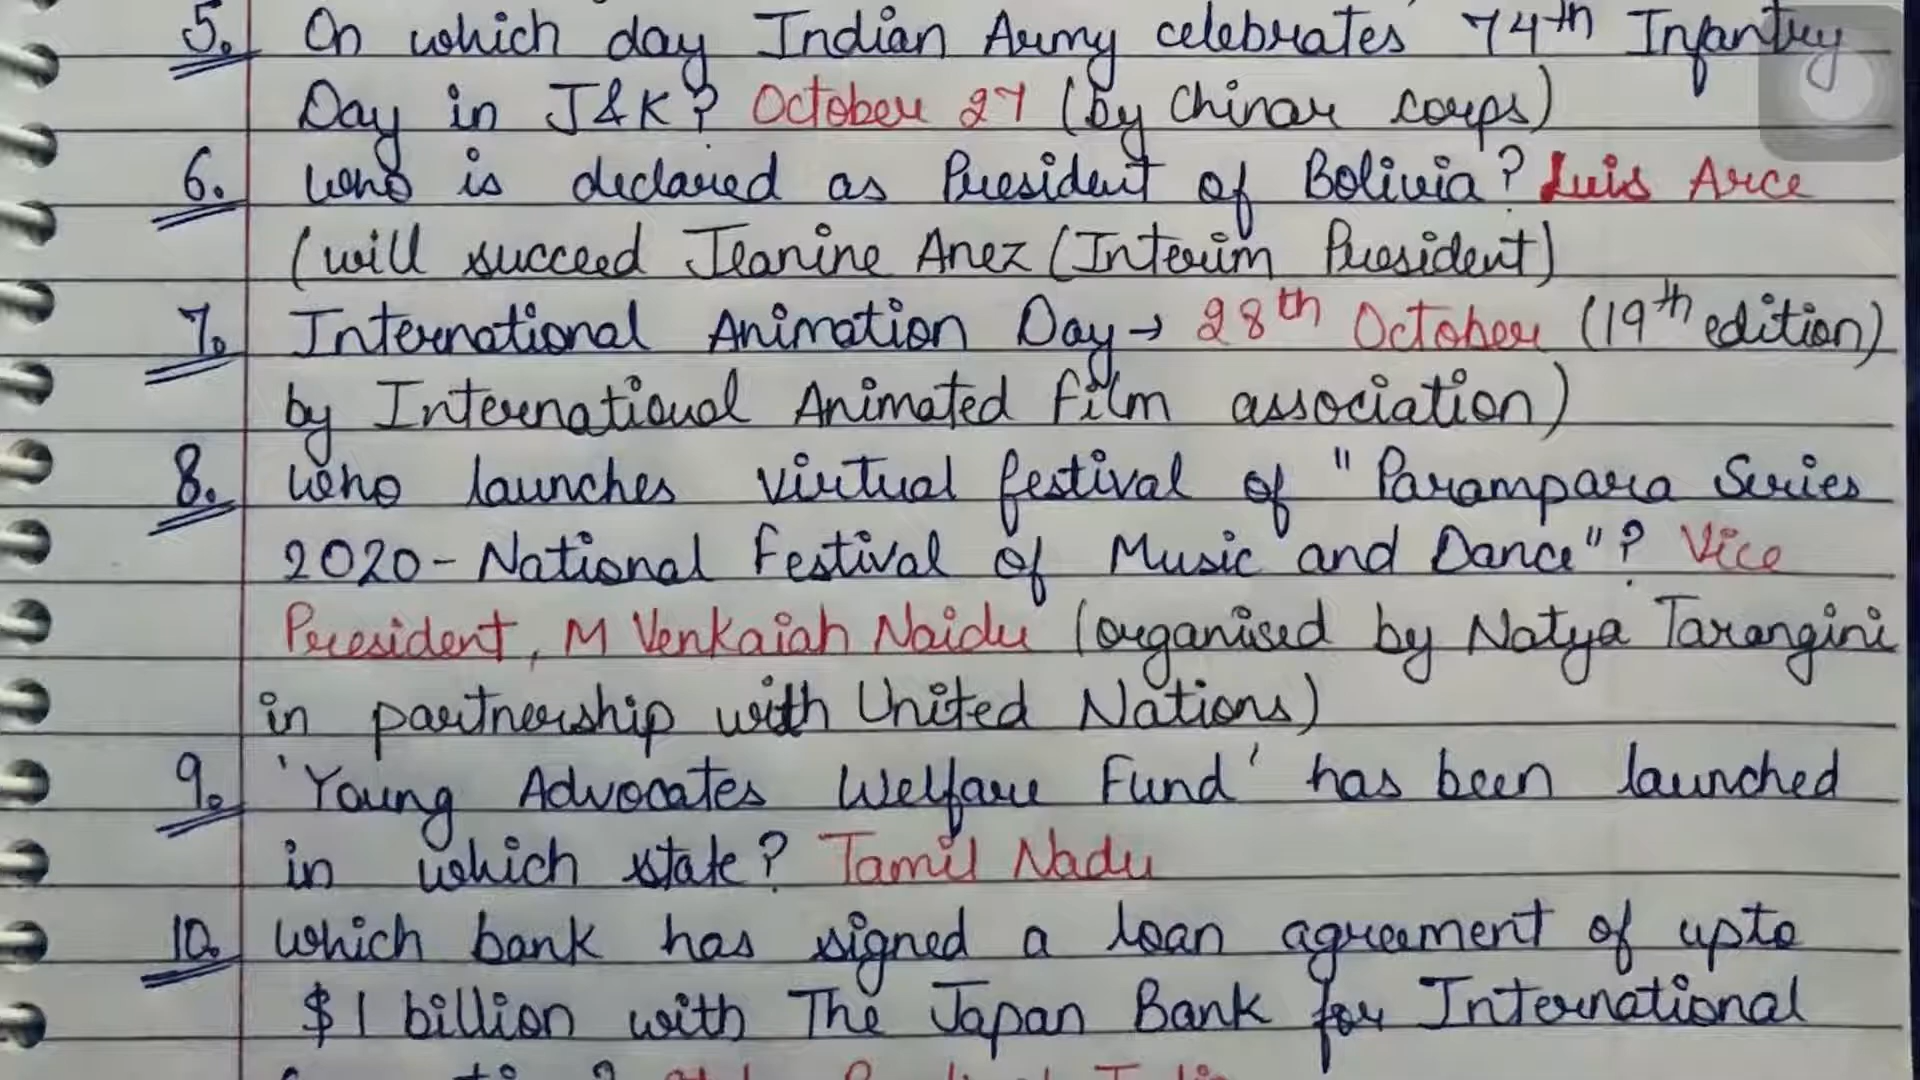 5. On which day Indian Army celebrates 74th Infantry
Day in J&K? October 27 (by Chinar corps)
6. who is declared as President of Bolivia? Luis Arce
(will succeed Jeanine Anez (Interim President)
7. International Animation Day → 28th October (19th edition)
by International Animated Film association)
8. who launches virtual festival of "Parampara Series
2020 - National Festival of Music and Dance"? Vice
President, M Venkaiah Naidu (organised by Natya Tarangini
in partnership with United Nations)
9. 'Young Advocates Welfare Fund' has been launched
in which state? Tamil Nadu
10. which bank has signed a loan agreement of upto
$1 billion with The Japan Bank for International